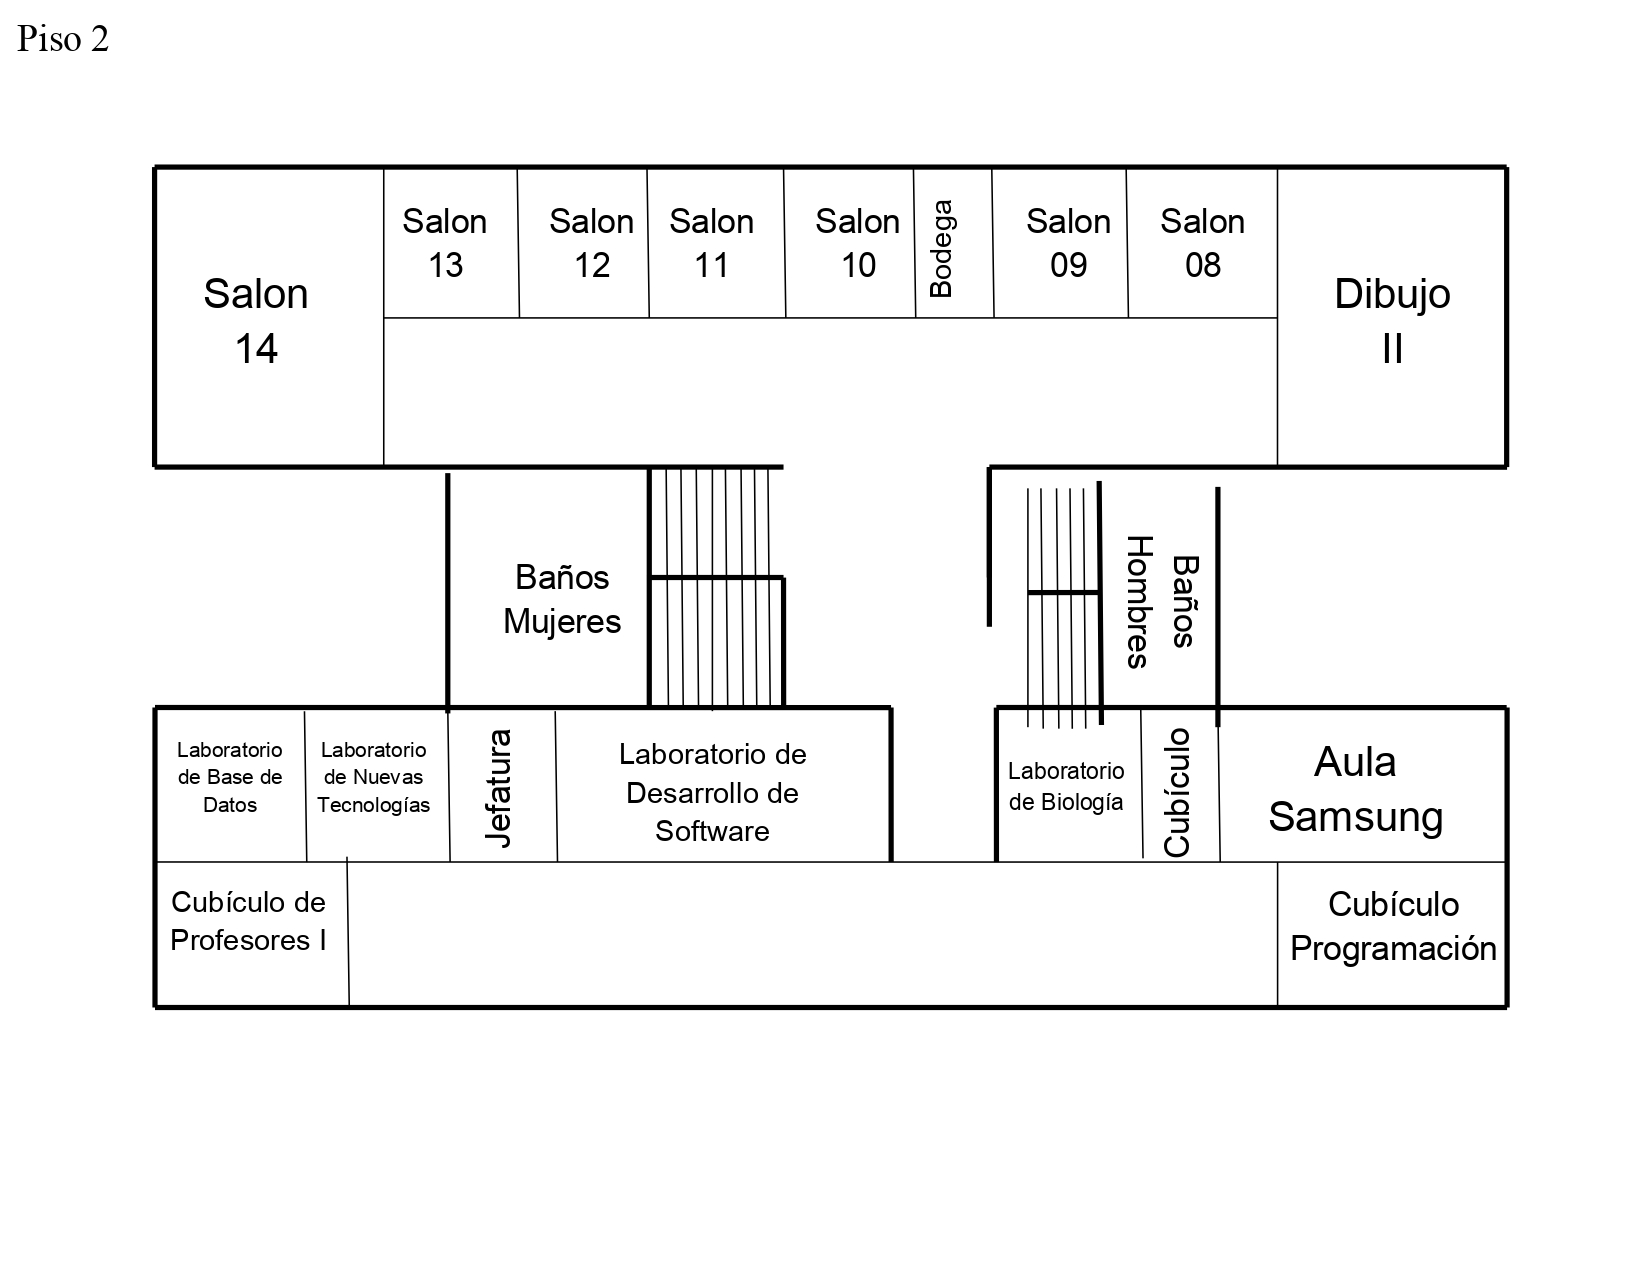 Piso 2
Salon
14
Salon
13
Salon
12
Salon
11
Salon
10
Bodega
Salon
09
Salon
08
Dibujo
II
Baños
Mujeres
Baños
Hombres
Laboratorio
de Base de
Datos
Laboratorio
de Nuevas
Tecnologías
Jefatura
Laboratorio de
Desarrollo de
Software
Laboratorio
de Biología
Cubículo
Aula
Samsung
Cubículo de
Profesores I
Cubículo
Programación